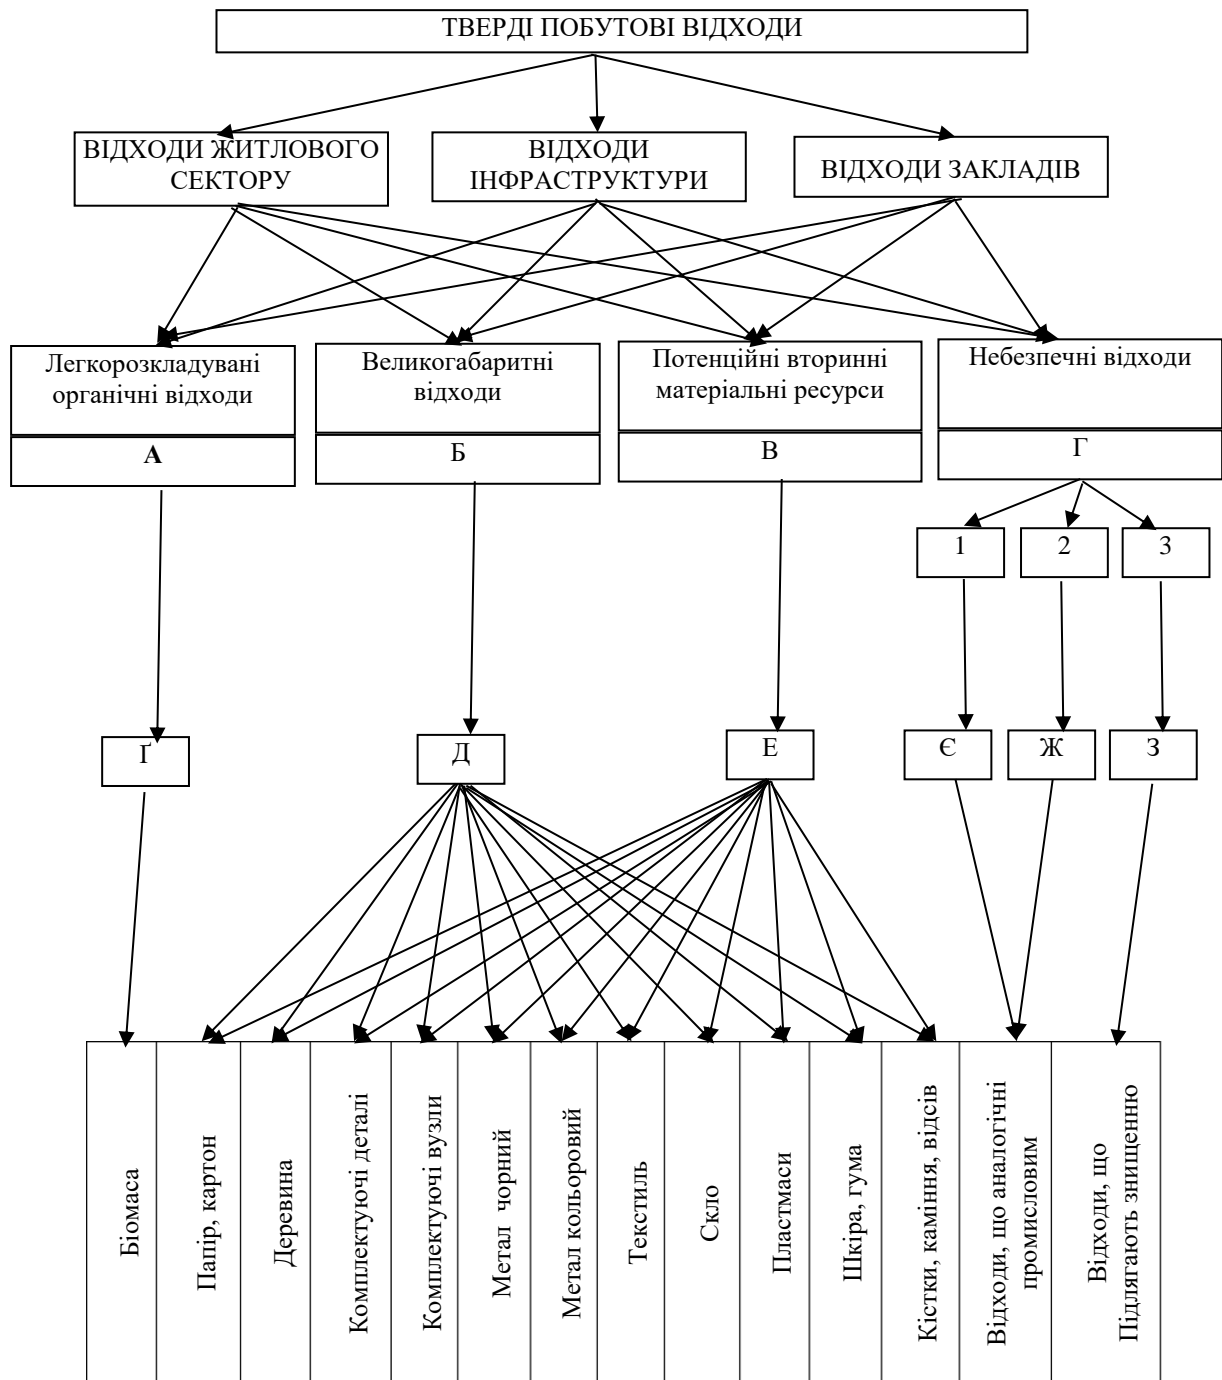 ТВЕРДІ ПОБУТОВІ ВІДХОДИ
ВІДХОДИ ЖИТЛОВОГО
СЕКТОРУ
ВІДХОДИ
ІНФРАСТРУКТУРИ
ВІДХОДИ ЗАКЛАДІВ
Легкорозкладувані
органічні відходи
А
Великогабаритні
відходи
Б
Потенційні вторинні
матеріальні ресурси
В
Небезпечні відходи
Г
1
2
3
Ґ
Д
Е
Є
Ж
З
Біомаса
Папір, картон
Деревина
Комплектуючі деталі
Комплектуючі вузли
Метал чорний
Метал кольоровий
Текстиль
Скло
Пластмаси
Шкіра, гума
Кістки, каміння, відсів
Відходи, що аналогічні
промисловим
Відходи, що
Підлягають знищенню